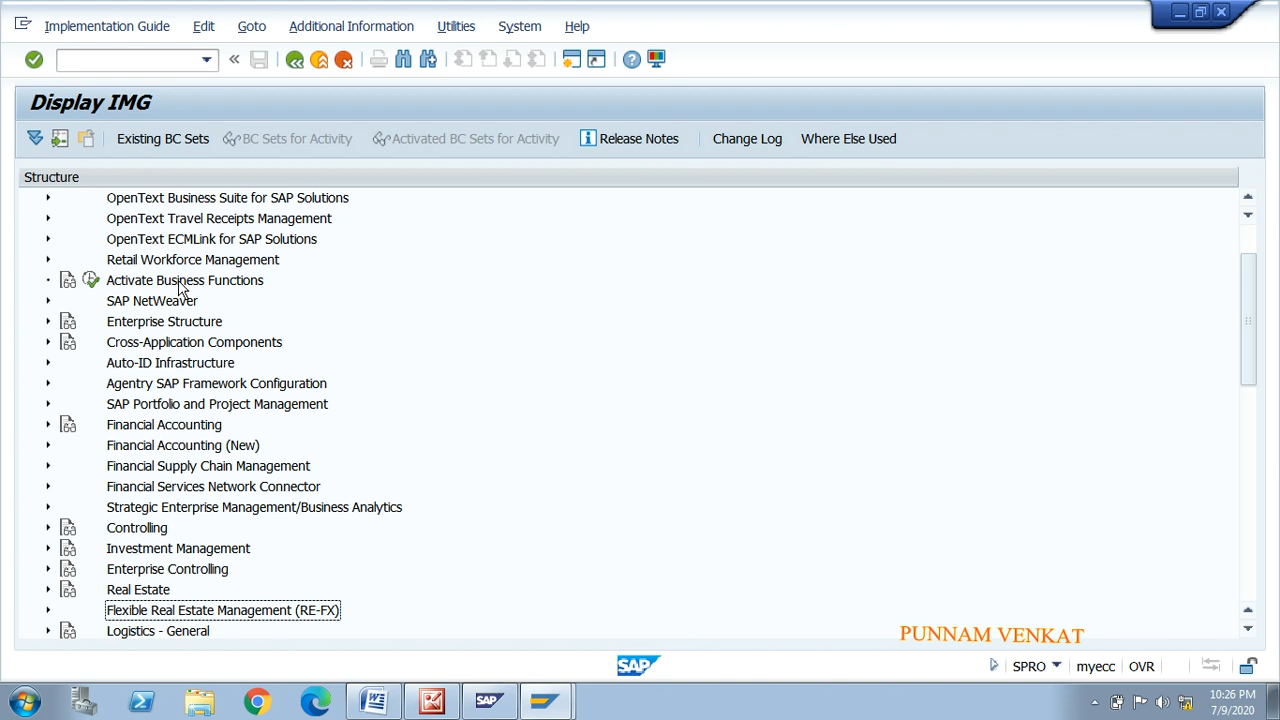 Implementation Guide Edit Goto Additional Information Utilities System Help
Display IMG
Existing BC Sets BC Sets for Activity Activated BC Sets for Activity Release Notes Change Log Where Else Used
Structure
OpenText Business Suite for SAP Solutions
OpenText Travel Receipts Management
OpenText ECMLink for SAP Solutions
Retail Workforce Management
Activate Business Functions
SAP NetWeaver
Enterprise Structure
Cross-Application Components
Auto-ID Infrastructure
Agentry SAP Framework Configuration
SAP Portfolio and Project Management
Financial Accounting
Financial Accounting (New)
Financial Supply Chain Management
Financial Services Network Connector
Strategic Enterprise Management/Business Analytics
Controlling
Investment Management
Enterprise Controlling
Real Estate
Flexible Real Estate Management (RE-FX)
Logistics - General
PUNNAM VENKAT
SAP SPRO myecc OVR
SAP
10:26 PM
7/9/2020